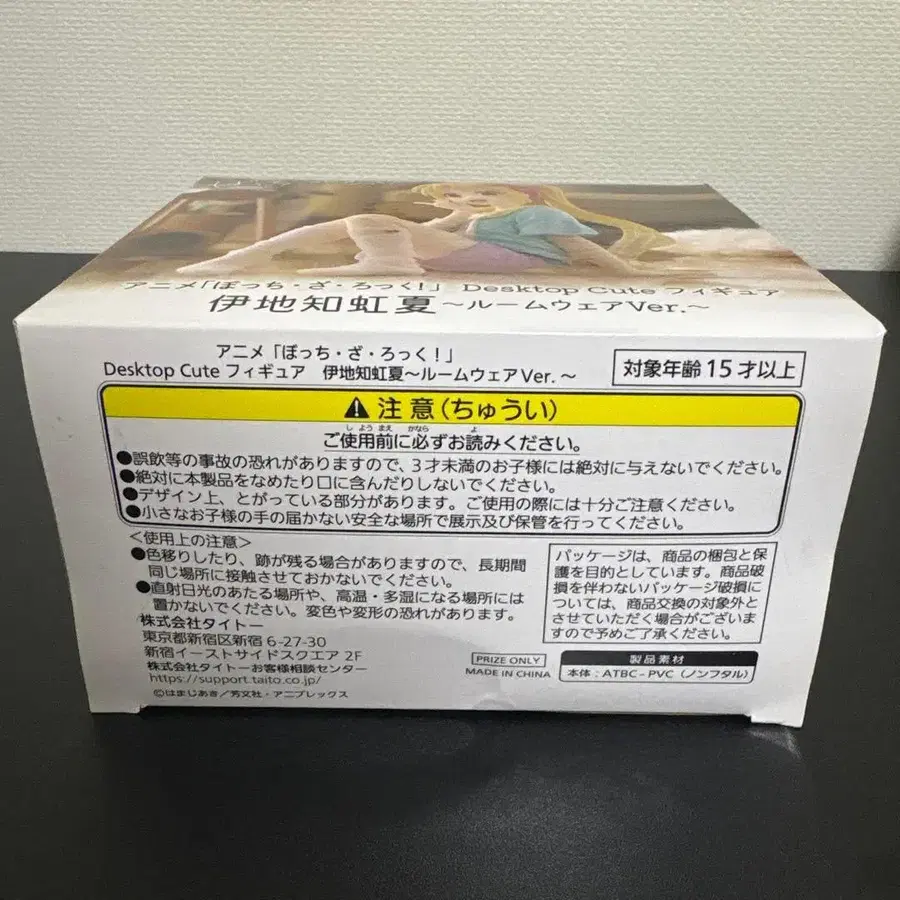 アニメ「ぼっち・ざ・ろっく!」 Desktop Cute フィギュア
伊地知虹夏～ルームウェアVer.～
アニメ「ぼっち・ざ・ろっく!」
Desktop Cute フィギュア 伊地知虹夏～ルームウェアVer.～
対象年齢15才以上
⚠注意(ちゅうい)
しようまえ かなら よ
ご使用前に必ずお読みください。
●誤飲等の事故の恐れがありますので、3才未満のお子様には絶対に与えないでください。
●絶対に本製品をなめたり口に含んだりしないでください。
●デザイン上、とがっている部分があります。ご使用の際には十分ご注意ください。
●小さなお子様の手の届かない安全な場所で展示及び保管を行ってください。
<使用上の注意>
●色移りしたり、跡が残る場合がありますので、長期間
同じ場所に接触させておかないでください。
●直射日光のあたる場所や、高温・多湿になる場所には
置かないでください。変色や変形の恐れがあります。
株式会社タイトー
東京都新宿区新宿 6-27-30
新宿イーストサイドスクエア 2F
株式会社タイトーお客様相談センター
https://support.taito.co.jp/
©はまじあき/芳文社・アニプレックス
パッケージは、商品の梱包と保
護を目的としています。商品破
損を伴わないパッケージ破損に
ついては、商品交換の対象外と
させていただく場合がございま
すので予めご了承ください。
PRIZE ONLY
MADE IN CHINA
製品素材
本体:ATBC-PVC(ノンフタル)